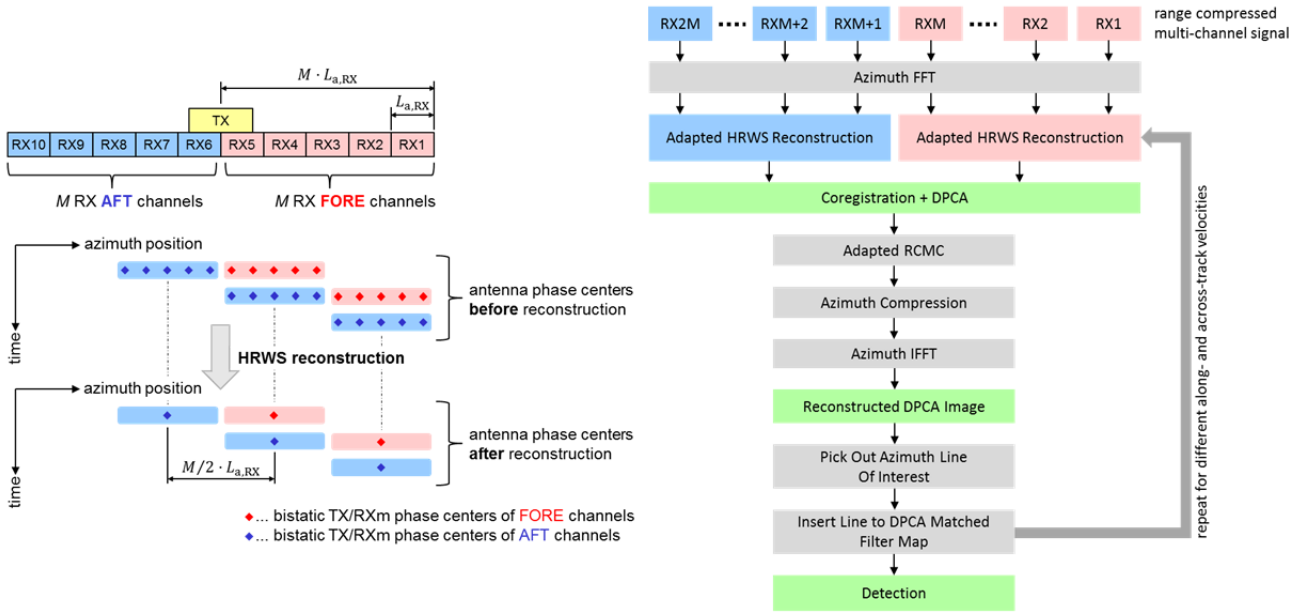 M · L_a,RX
L_a,RX
TX
RX10 RX9 RX8 RX7 RX6 RX5 RX4 RX3 RX2 RX1
M RX AFT channels
M RX FORE channels
azimuth position
time
antenna phase centers
before reconstruction
HRWS reconstruction
azimuth position
time
M/2 · L_a,RX
antenna phase centers
after reconstruction
... bistatic TX/RXm phase centers of FORE channels
... bistatic TX/RXm phase centers of AFT channels
RX2M RXM+2 RXM+1 RXM RX2 RX1
range compressed
multi-channel signal
Azimuth FFT
Adapted HRWS Reconstruction
Adapted HRWS Reconstruction
Coregistration + DPCA
Adapted RCMC
Azimuth Compression
Azimuth IFFT
Reconstructed DPCA Image
Pick Out Azimuth Line
Of Interest
Insert Line to DPCA Matched
Filter Map
Detection
repeat for different along- and across-track velocities